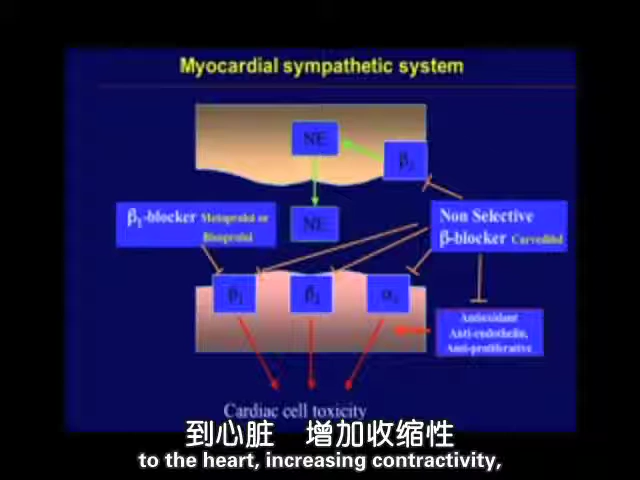 Myocardial sympathetic system
NE
β₂
β₁-blocker Metoprolol or
Bisoprolol
NE
Non Selective
β-blocker Carvedilol
β₁
β₂
α₁
Antioxidant
Anti-endothelin,
Anti-proliferative
Cardiac cell toxicity
到心脏 增加收缩性
to the heart, increasing contractivity,